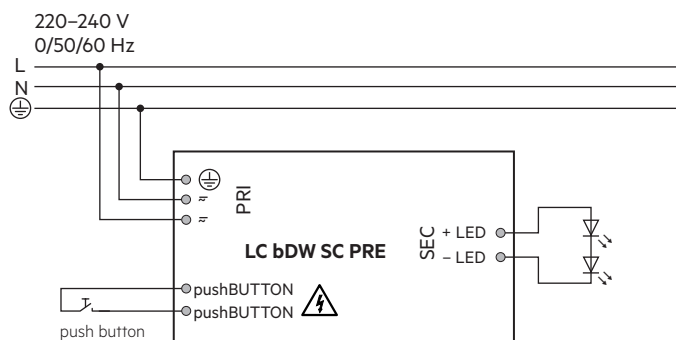 220–240 V
0/50/60 Hz
L
N
PRI
LC bDW SC PRE
SEC
+ LED
– LED
pushBUTTON
pushBUTTON
push button